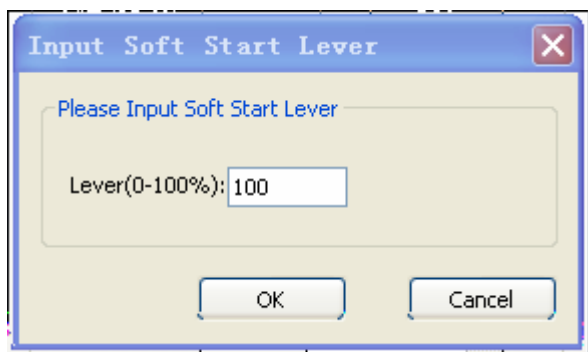 Input Soft Start Lever
Please Input Soft Start Lever
Lever(0-100%): 100
OK Cancel